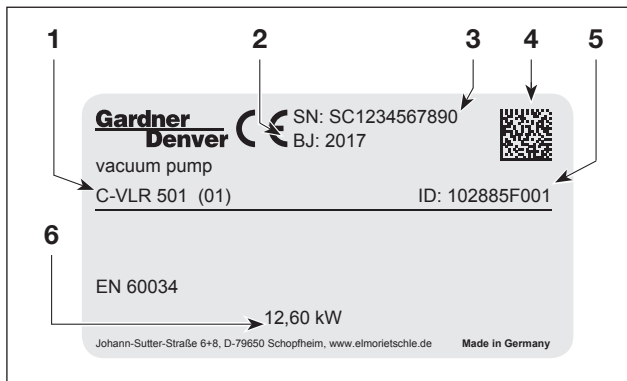 1 2 3 4 5
Gardner
Denver
CE
SN: SC1234567890
BJ: 2017
vacuum pump
C-VLR 501 (01) ID: 102885F001
6
EN 60034
12,60 kW
Johann-Sutter-Straße 6+8, D-79650 Schopfheim, www.elmorietschle.de Made in Germany